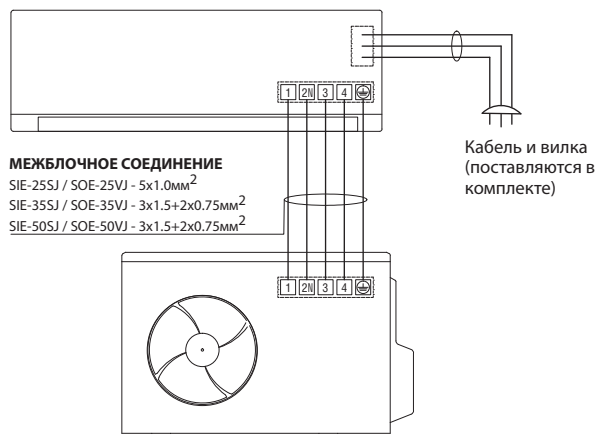 1 2N 3 4
Кабель и вилка
(поставляются в
комплекте)
МЕЖБЛОЧНОЕ СОЕДИНЕНИЕ
SIE-25SJ / SOE-25VJ - 5x1.0мм²
SIE-35SJ / SOE-35VJ - 3x1.5+2x0.75мм²
SIE-50SJ / SOE-50VJ - 3x1.5+2x0.75мм²
1 2N 3 4